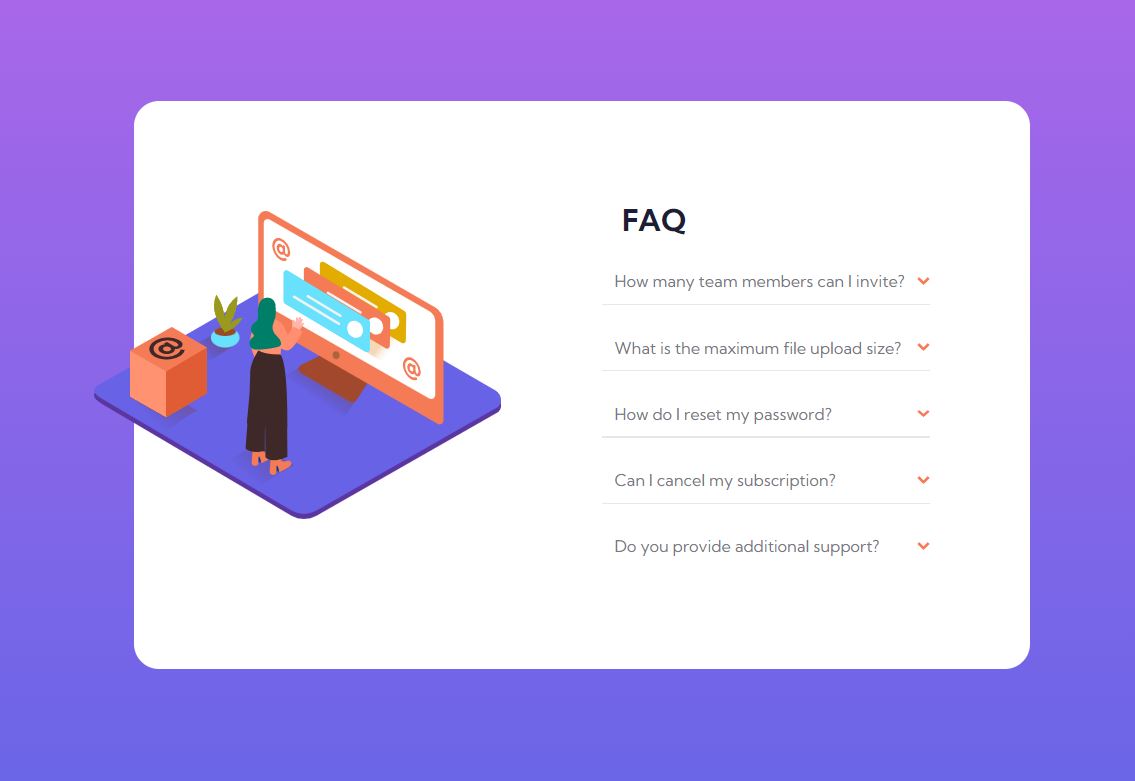 @
@
@
FAQ
How many team members can I invite?
What is the maximum file upload size?
How do I reset my password?
Can I cancel my subscription?
Do you provide additional support?